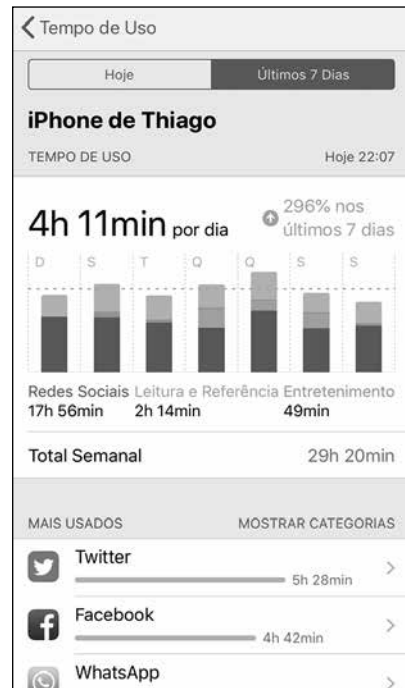 Tempo de Uso
Hoje Últimos 7 Dias
iPhone de Thiago
TEMPO DE USO Hoje 22:07
4h 11min por dia
296% nos
últimos 7 dias
D S T Q Q S S
Redes Sociais Leitura e Referência Entretenimento
17h 56min 2h 14min 49min
Total Semanal 29h 20min
MAIS USADOS MOSTRAR CATEGORIAS
Twitter
5h 28min
Facebook
4h 42min
WhatsApp